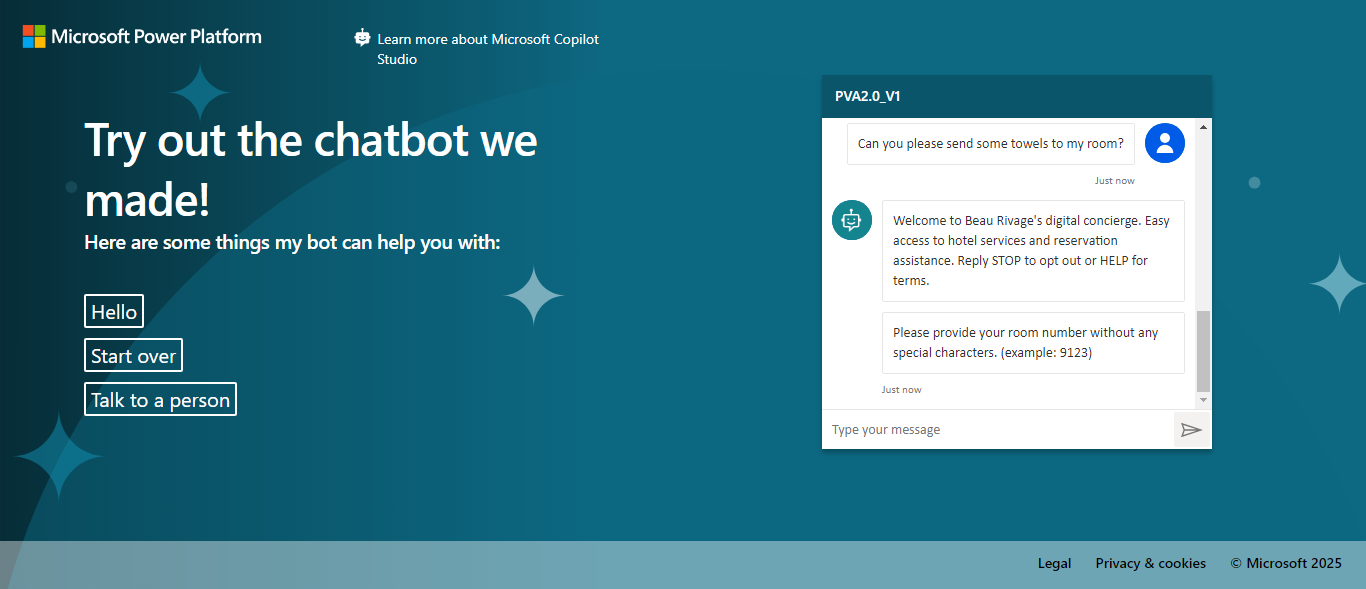 Microsoft Power Platform
Learn more about Microsoft Copilot
Studio
Try out the chatbot we
made!
Here are some things my bot can help you with:
Hello
Start over
Talk to a person
PVA2.0_V1
Can you please send some towels to my room?
Just now
Welcome to Beau Rivage's digital concierge. Easy
access to hotel services and reservation
assistance. Reply STOP to opt out or HELP for
terms.
Please provide your room number without any
special characters. (example: 9123)
Just now
Type your message
Legal
Privacy & cookies
© Microsoft 2025